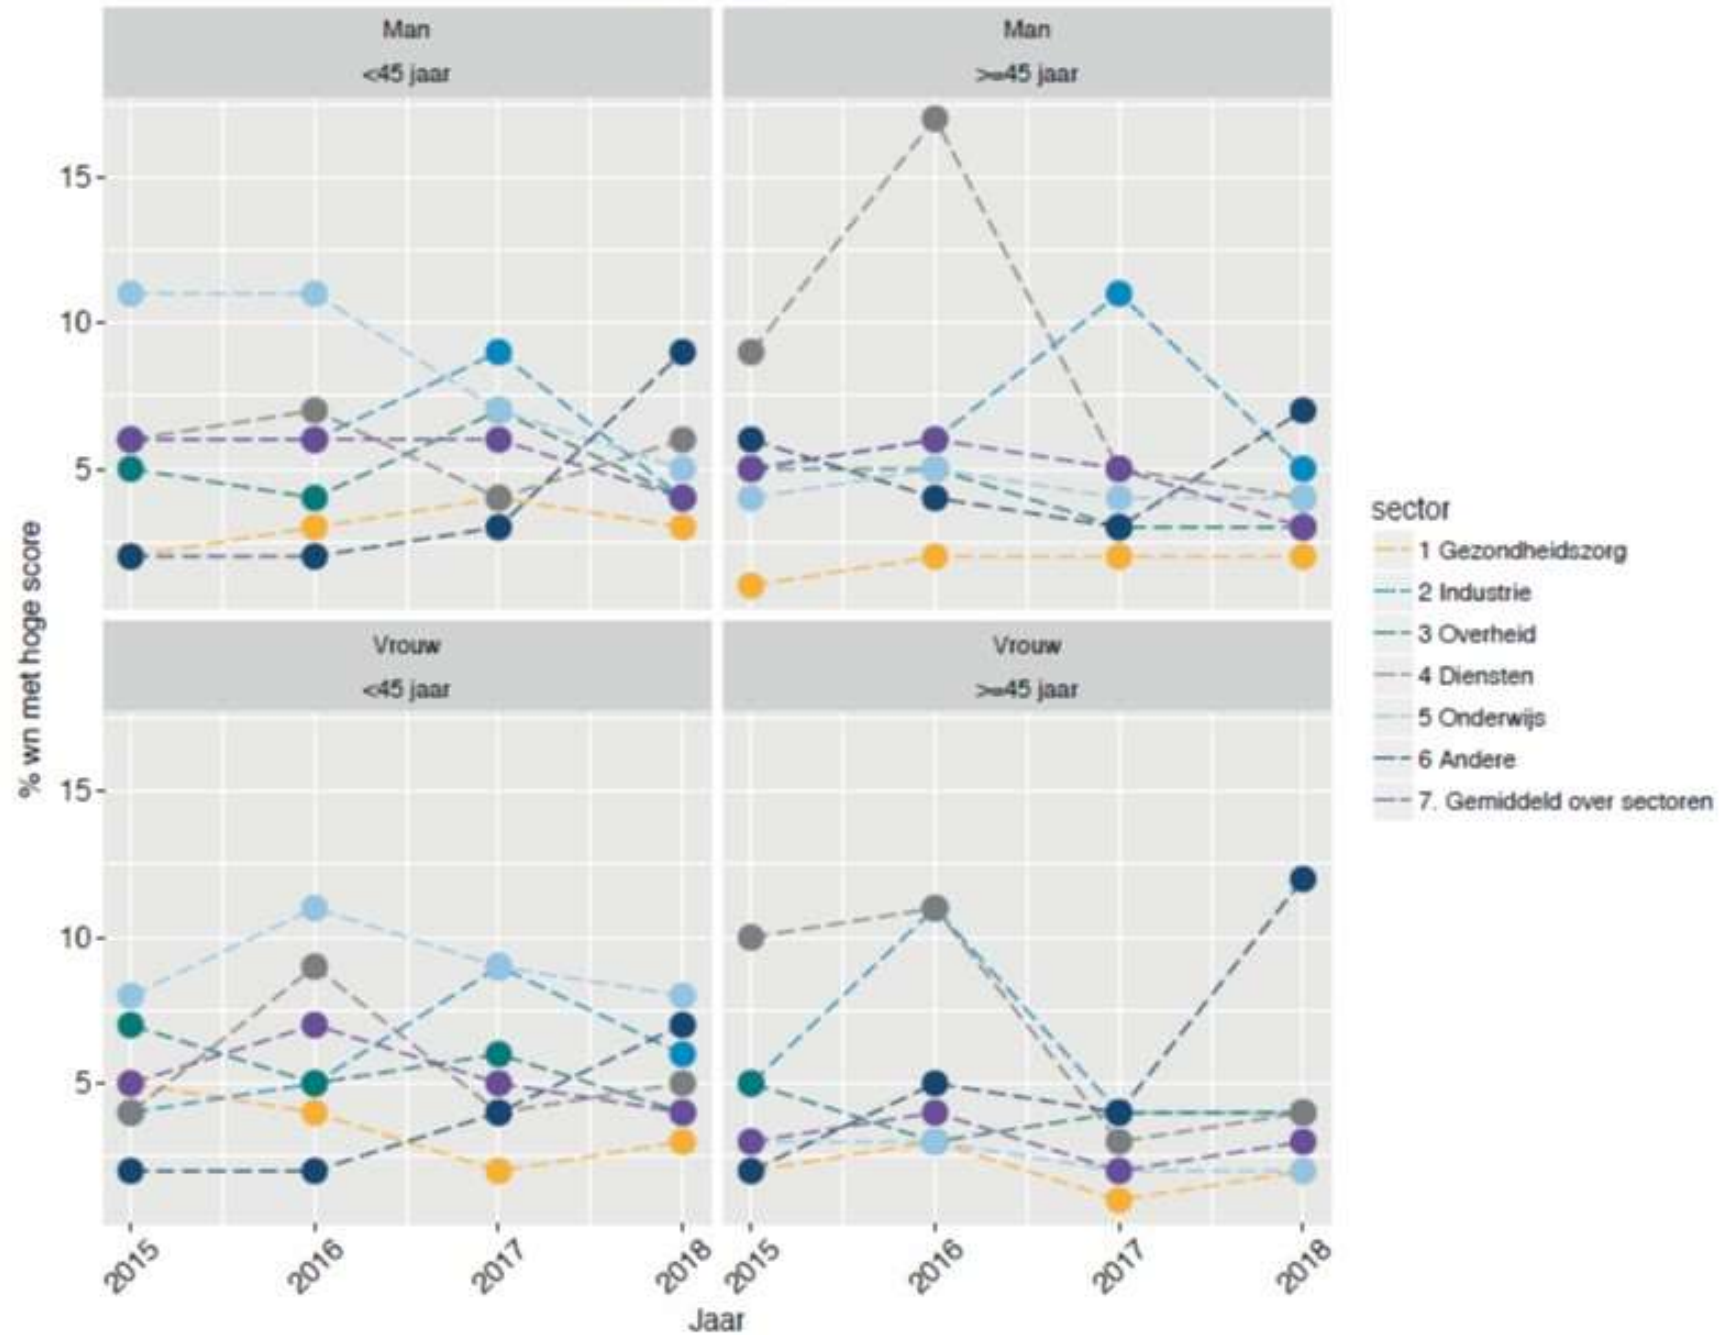 Man
<45 jaar
Man
>=45 jaar
15
10
5
Vrouw
<45 jaar
Vrouw
>=45 jaar
15
10
5
% wn met hoge score
2015
2016
2017
2018
2015
2016
2017
2018
Jaar
sector
1 Gezondheidszorg
2 Industrie
3 Overheid
4 Diensten
5 Onderwijs
6 Andere
7. Gemiddeld over sectoren